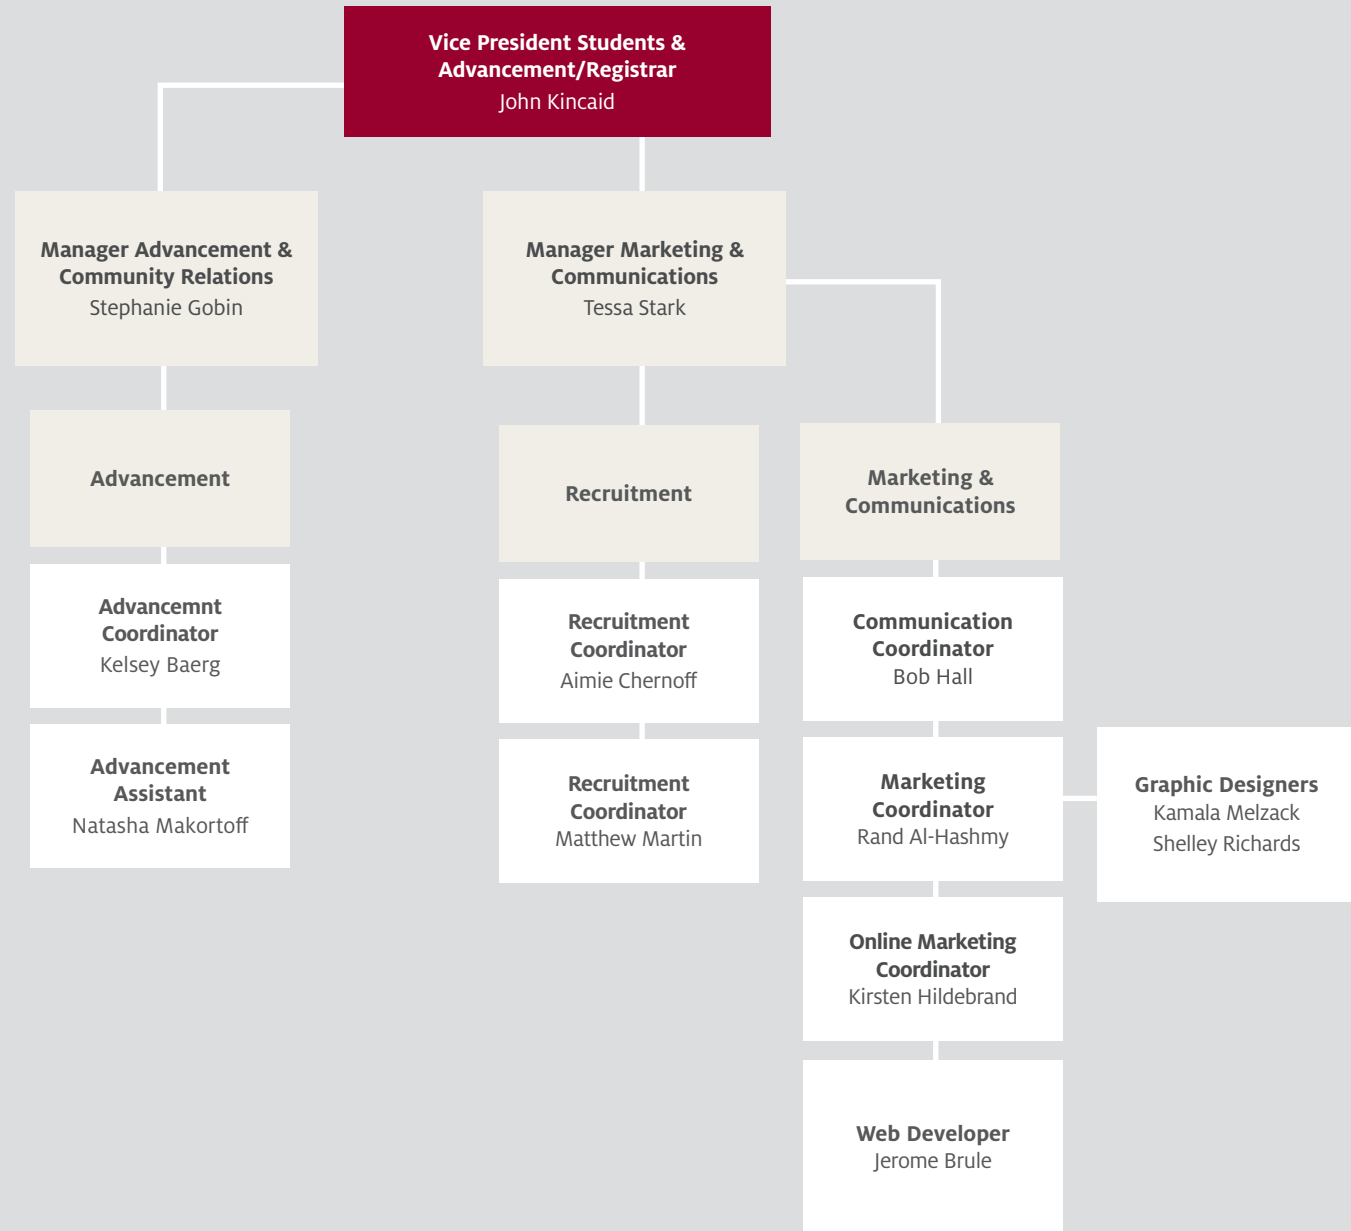 Vice President Students &
Advancement/Registrar
John Kincaid
Manager Advancement &
Community Relations
Stephanie Gobin
Manager Marketing &
Communications
Tessa Stark
Advancement
Recruitment
Marketing &
Communications
Advancemnt
Coordinator
Kelsey Baerg
Advancement
Assistant
Natasha Makortoff
Recruitment
Coordinator
Aimie Chernoff
Recruitment
Coordinator
Matthew Martin
Communication
Coordinator
Bob Hall
Marketing
Coordinator
Rand Al-Hashmy
Graphic Designers
Kamala Melzack
Shelley Richards
Online Marketing
Coordinator
Kirsten Hildebrand
Web Developer
Jerome Brule